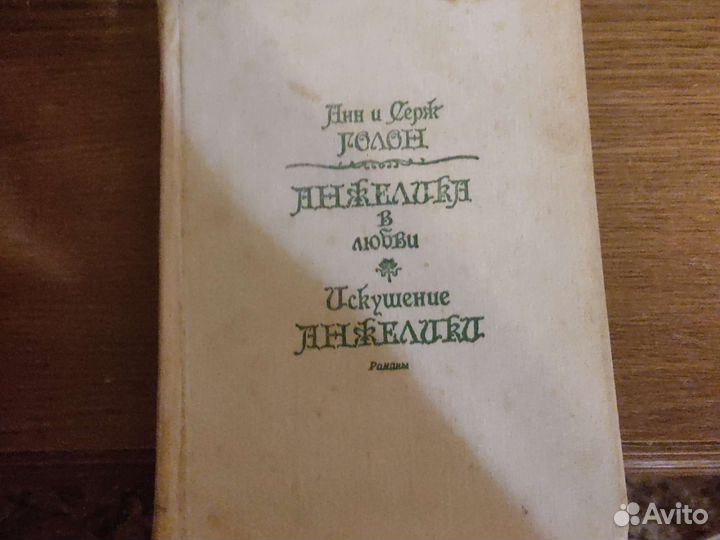 Анн и Серж
ГОЛОН
АНЖЕЛИКА
в
любви
Искушение
АНЖЕЛИКИ
Романы
Avito